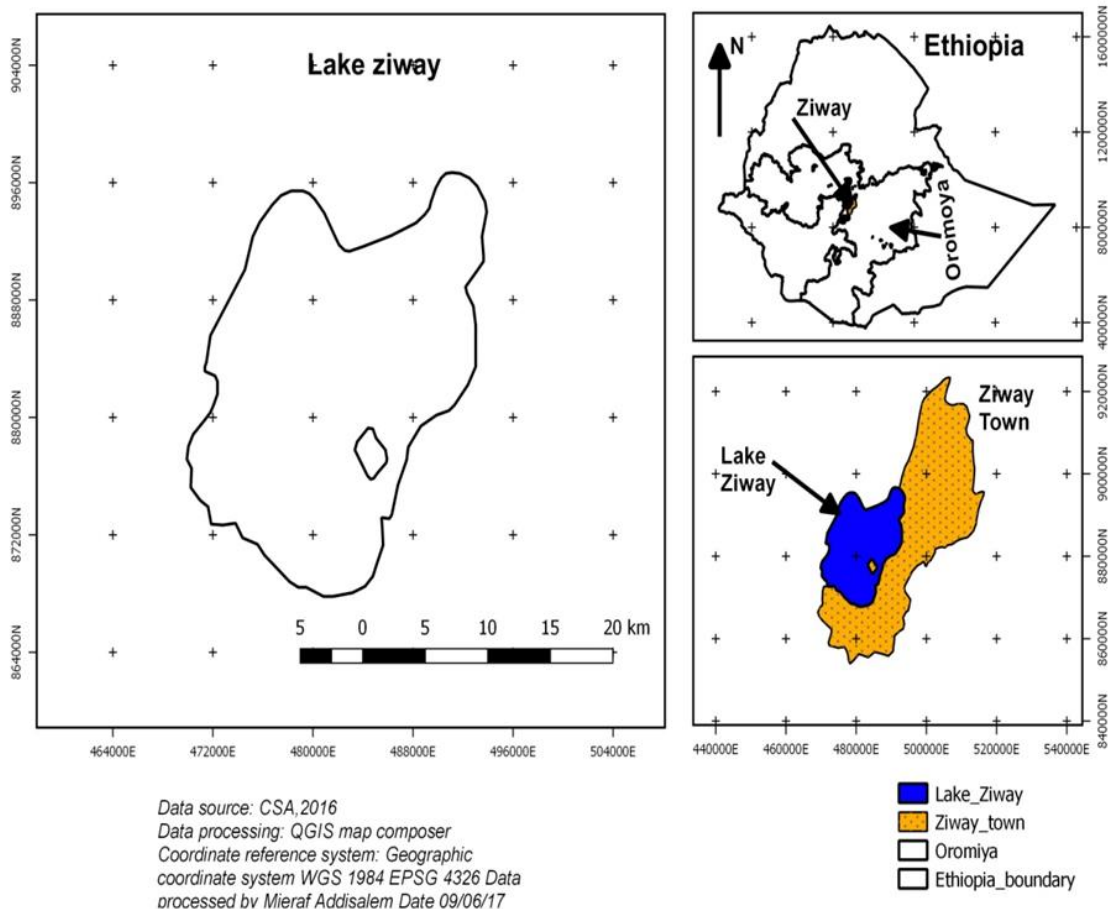 Lake ziway
904000N
896000N
888000N
880000N
872000N
864000N
5 0 5 10 15 20 km
464000E 472000E 480000E 488000E 496000E 504000E
N
Ethiopia
Ziway
Oromoya
1600000N
1200000N
800000N
400000N
Ziway
Town
Lake
Ziway
920000N
900000N
880000N
860000N
840000N
440000E 460000E 480000E 500000E 520000E 540000E
Lake_Ziway
Ziway_town
Oromiya
Ethiopia_boundary
Data source: CSA,2016
Data processing: QGIS map composer
Coordinate reference system: Geographic
coordinate system WGS 1984 EPSG 4326 Data
processed by Mieraf Addisalem Date 09/06/17